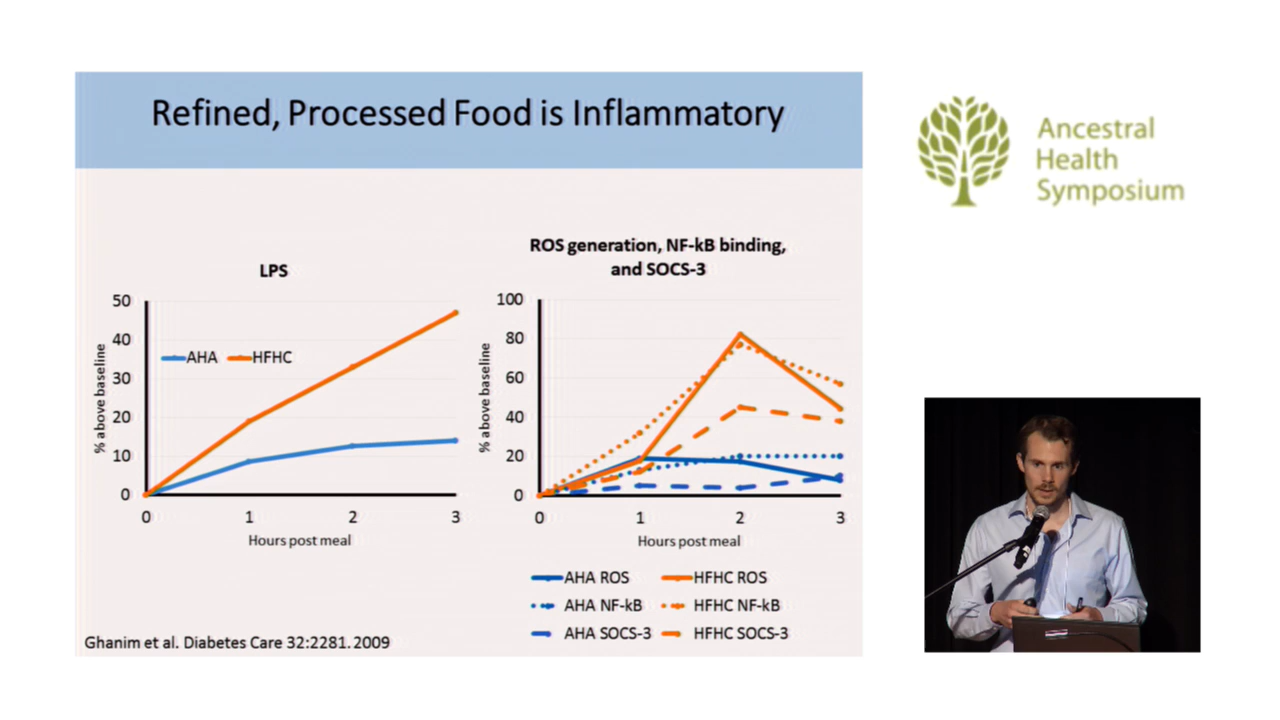 Refined, Processed Food is Inflammatory
Ancestral
Health
Symposium
LPS
50
40
30
20
10
0
% above baseline
AHA
HFHC
0
1
2
3
Hours post meal
ROS generation, NF-kB binding,
and SOCS-3
100
80
60
40
20
0
% above baseline
0
1
2
3
Hours post meal
AHA ROS
HFHC ROS
AHA NF-kB
HFHC NF-kB
AHA SOCS-3
HFHC SOCS-3
Ghanim et al. Diabetes Care 32:2281. 2009